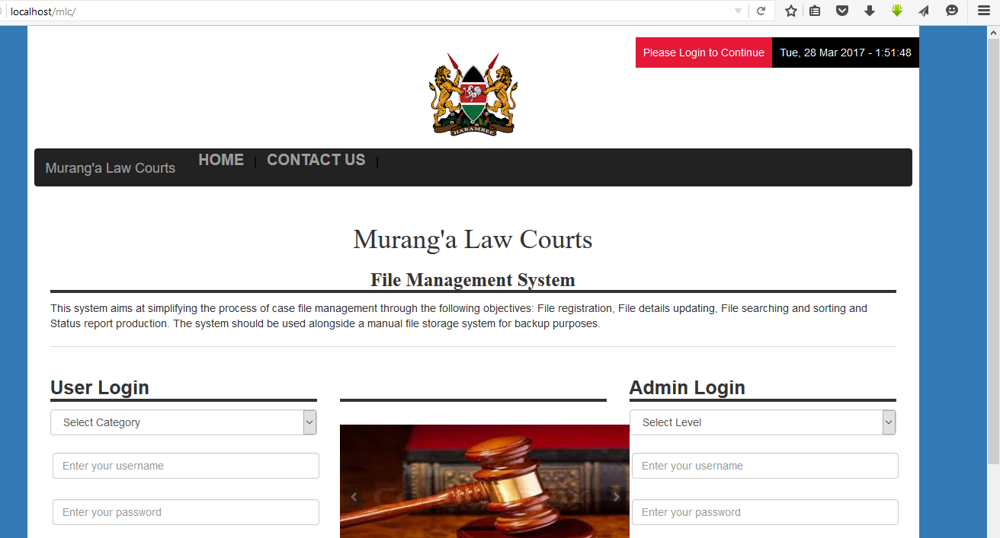 localhost/mlc/
Please Login to Continue
Tue, 28 Mar 2017 - 1:51:48
HARAMBEE
Murang'a Law Courts
HOME | CONTACT US |
Murang'a Law Courts
File Management System
This system aims at simplifying the process of case file management through the following objectives: File registration, File details updating, File searching and sorting and
Status report production. The system should be used alongside a manual file storage system for backup purposes.
User Login
Admin Login
Select Category
Select Level
Enter your username
Enter your username
Enter your password
Enter your password